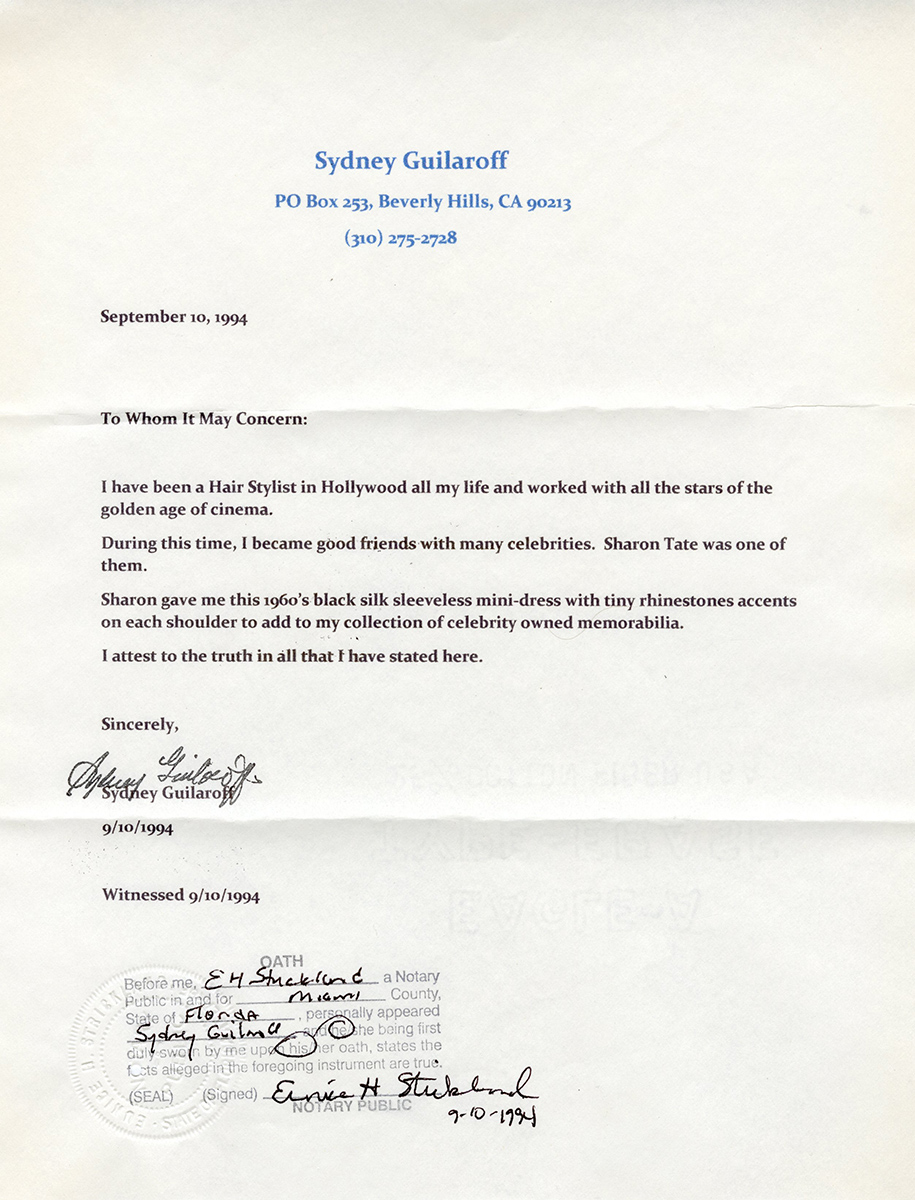 Sydney Guilaroff
PO Box 253, Beverly Hills, CA 90213
(310) 275-2728
September 10, 1994
To Whom It May Concern:
I have been a Hair Stylist in Hollywood all my life and worked with all the stars of the
golden age of cinema.
During this time, I became good friends with many celebrities.  Sharon Tate was one of
them.
Sharon gave me this 1960's black silk sleeveless mini-dress with tiny rhinestones accents
on each shoulder to add to my collection of celebrity owned memorabilia.
I attest to the truth in all that I have stated here.
Sincerely,
Sydney Guilaroff
Sydney Guilaroff
9/10/1994
Witnessed 9/10/1994
OATH
Before me, E H Strickland a Notary
Public in and for Miami County,
State of Florida, personally appeared
Sydney Guilaroff and he/she being first
duly sworn by me upon his/her oath, states the
facts alleged in the foregoing instrument are true.
(SEAL) (Signed) Eunice H Strickland
NOTARY PUBLIC
9-10-1994